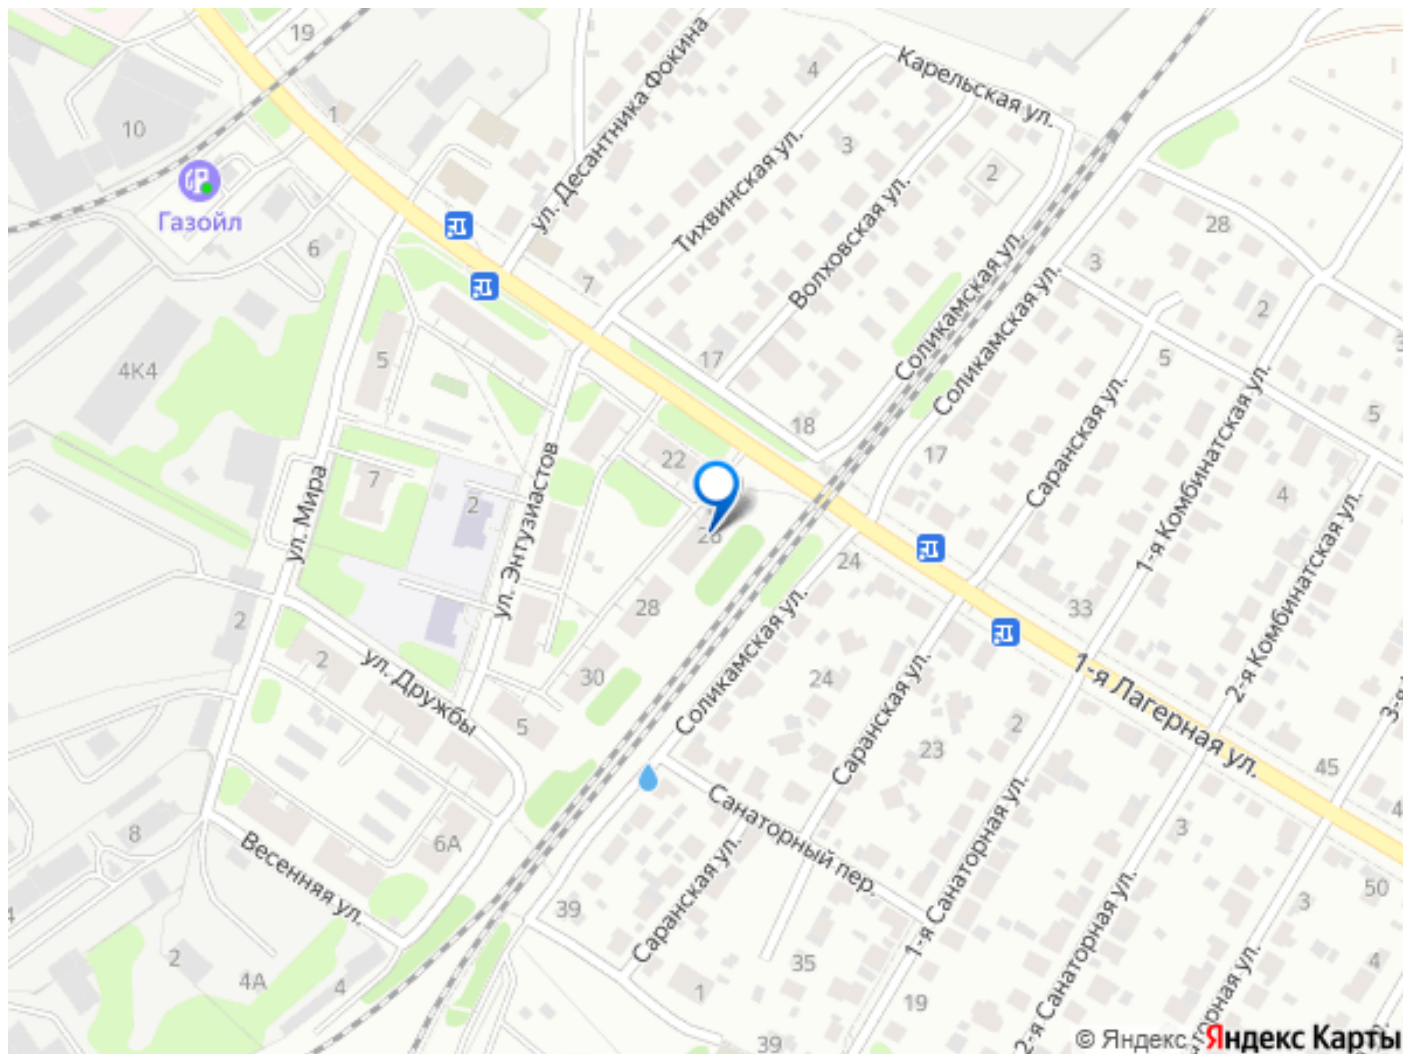 19
Карельская ул.
ул. Десантника Фокина
4
10
1
3
Тихвинская ул.
2
Волховская ул.
Газойл
28
6
3
7
Соликамская ул.
Соликамская ул.
2
17
5
5
4К4
Саранская ул.
1-я Комбинатская ул.
5
18
22
17
7
2
4
ул. Мира
ул. Энтузиастов
26
24
2-я Комбинатская ул.
28
33
2
2
ул. Дружбы
30
Соликамская ул.
24
Саранская ул.
1-я Лагерная ул.
5
2
23
45
8
6А
Санаторный пер.
1-я Санаторная ул.
3
Весенняя ул.
Саранская ул.
39
2-я Санаторная ул.
50
3
2
4А
4
35
1
19
4
39
© Яндекс
Яндекс Карты